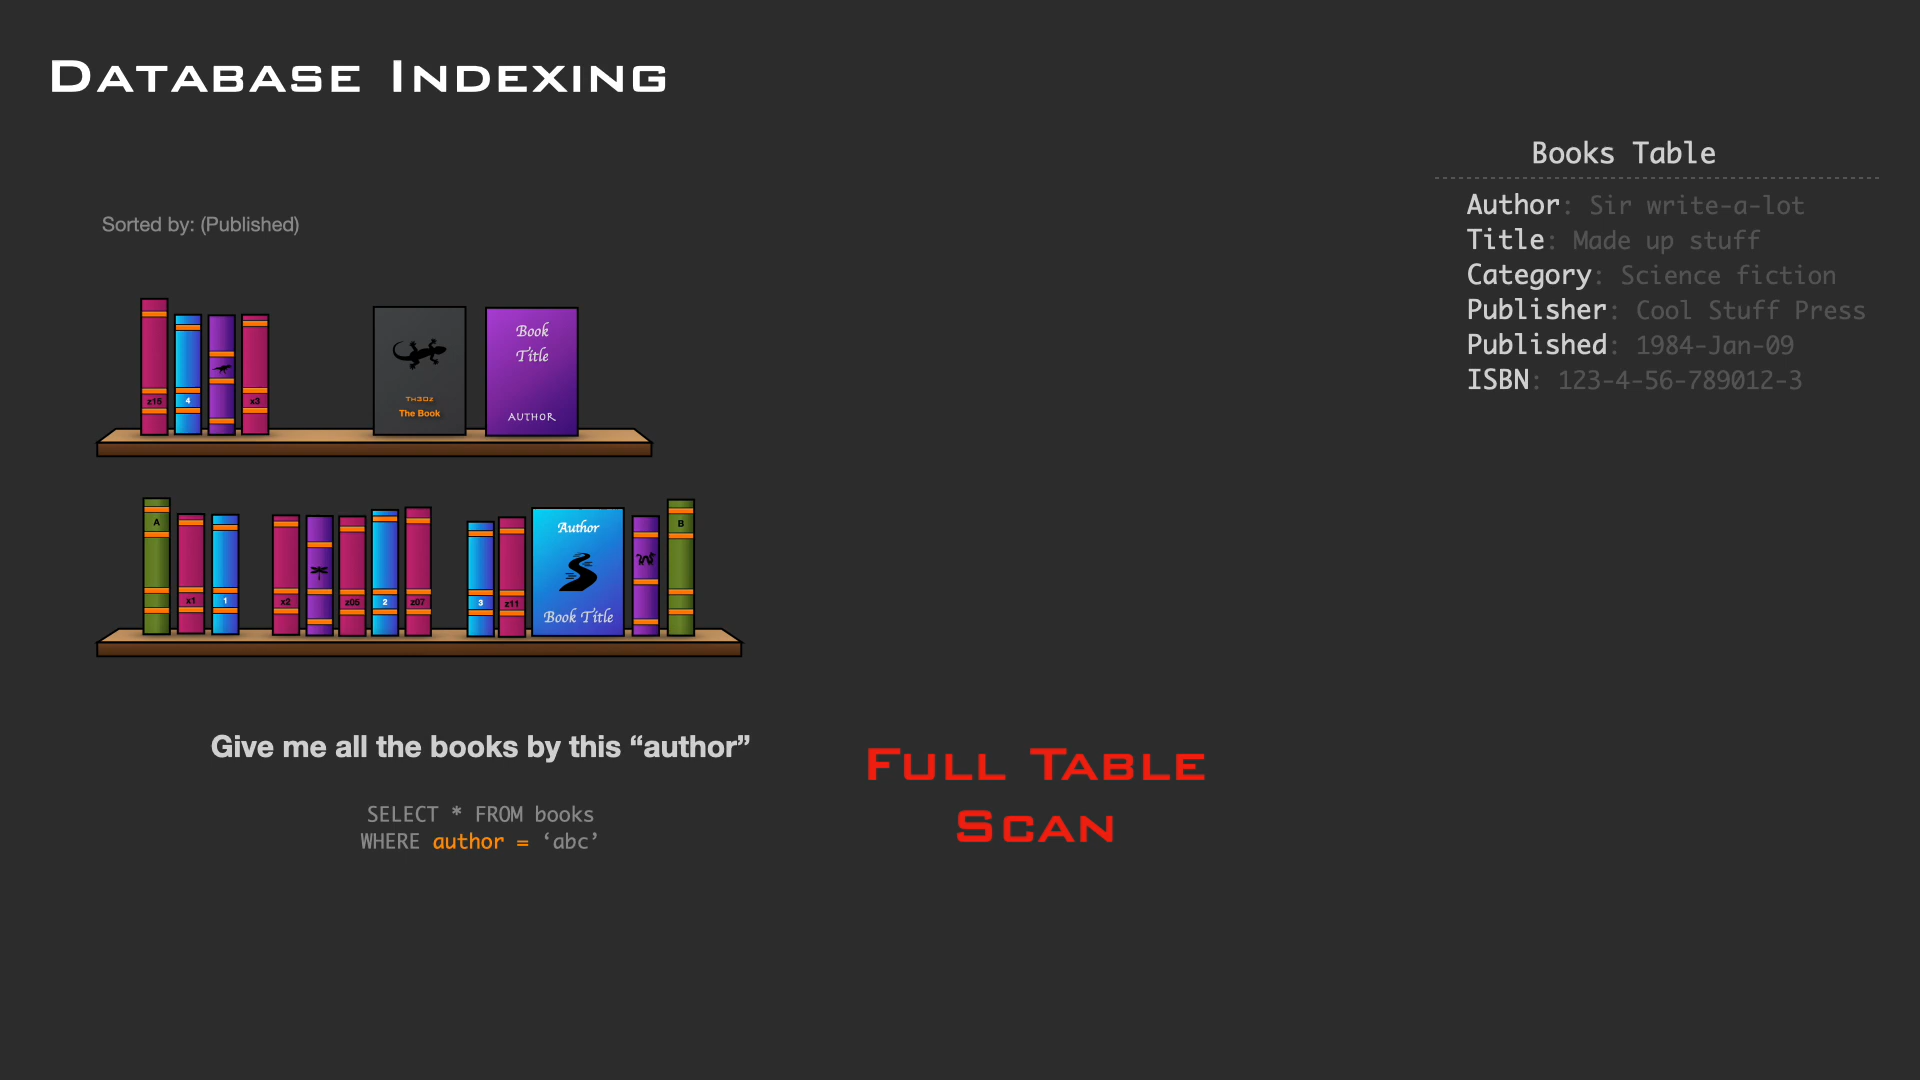 DATABASE INDEXING
Sorted by: (Published)
z15
4
x3
TH3Oz
The Book
Book
Title
AUTHOR
A
x1
1
x2
z05
2
z07
3
z11
Author
Book Title
B
Give me all the books by this “author”
SELECT * FROM books
WHERE author = ‘abc’
FULL TABLE
SCAN
Books Table
Author: Sir write-a-lot
Title: Made up stuff
Category: Science fiction
Publisher: Cool Stuff Press
Published: 1984-Jan-09
ISBN: 123-4-56-789012-3